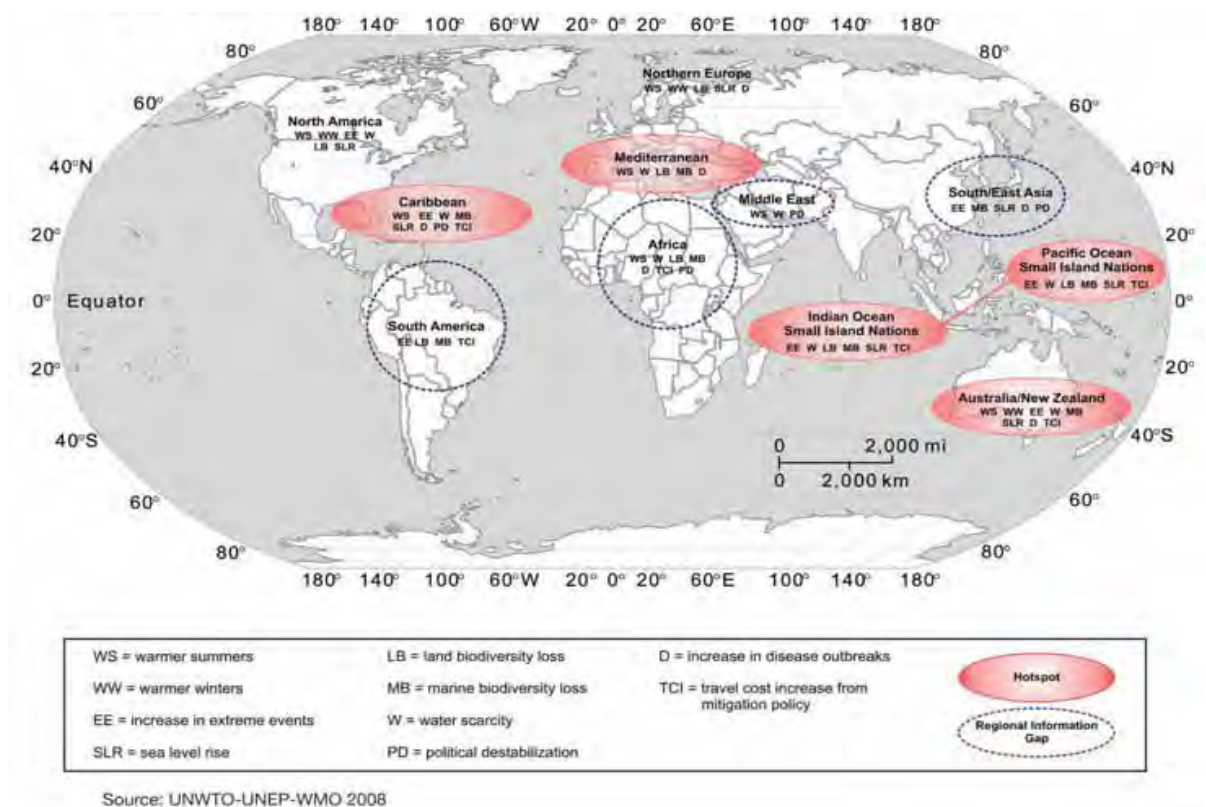 180° 140° 100° 60°W 20° 0° 20° 60°E 100° 140° 180°
80° 80°
Northern Europe
WS WW LB SLR D
60° 60°
North America
WS WW EE W
LB SLR
40°N 40°
Mediterranean
WS W LB MB D
South/East Asia
EE MB SLR D PD
Middle East
WS W PD
Caribbean
WS EE W MB
SLR D PD TCI
20° 20°
Africa
WS W LB MB
D TCI PD
Pacific Ocean
Small Island Nations
EE W LB MB SLR TCI
0° Equator 0°
Indian Ocean
Small Island Nations
EE W LB MB SLR TCI
South America
EE LB MB TCI
20° 20°
Australia/New Zealand
WS WW EE W MB
SLR D TCI
40°S 40°S
0 2,000 mi
0 2,000 km
60° 60°
80° 80°
180° 140° 100° 60°W 20° 0° 20° 60°E 100° 140° 180°
WS = warmer summers
WW = warmer winters
EE = increase in extreme events
SLR = sea level rise
LB = land biodiversity loss
MB = marine biodiversity loss
W = water scarcity
PD = political destabilization
D = increase in disease outbreaks
TCI = travel cost increase from
mitigation policy
Hotspot
Regional Information
Gap
Source: UNWTO-UNEP-WMO 2008